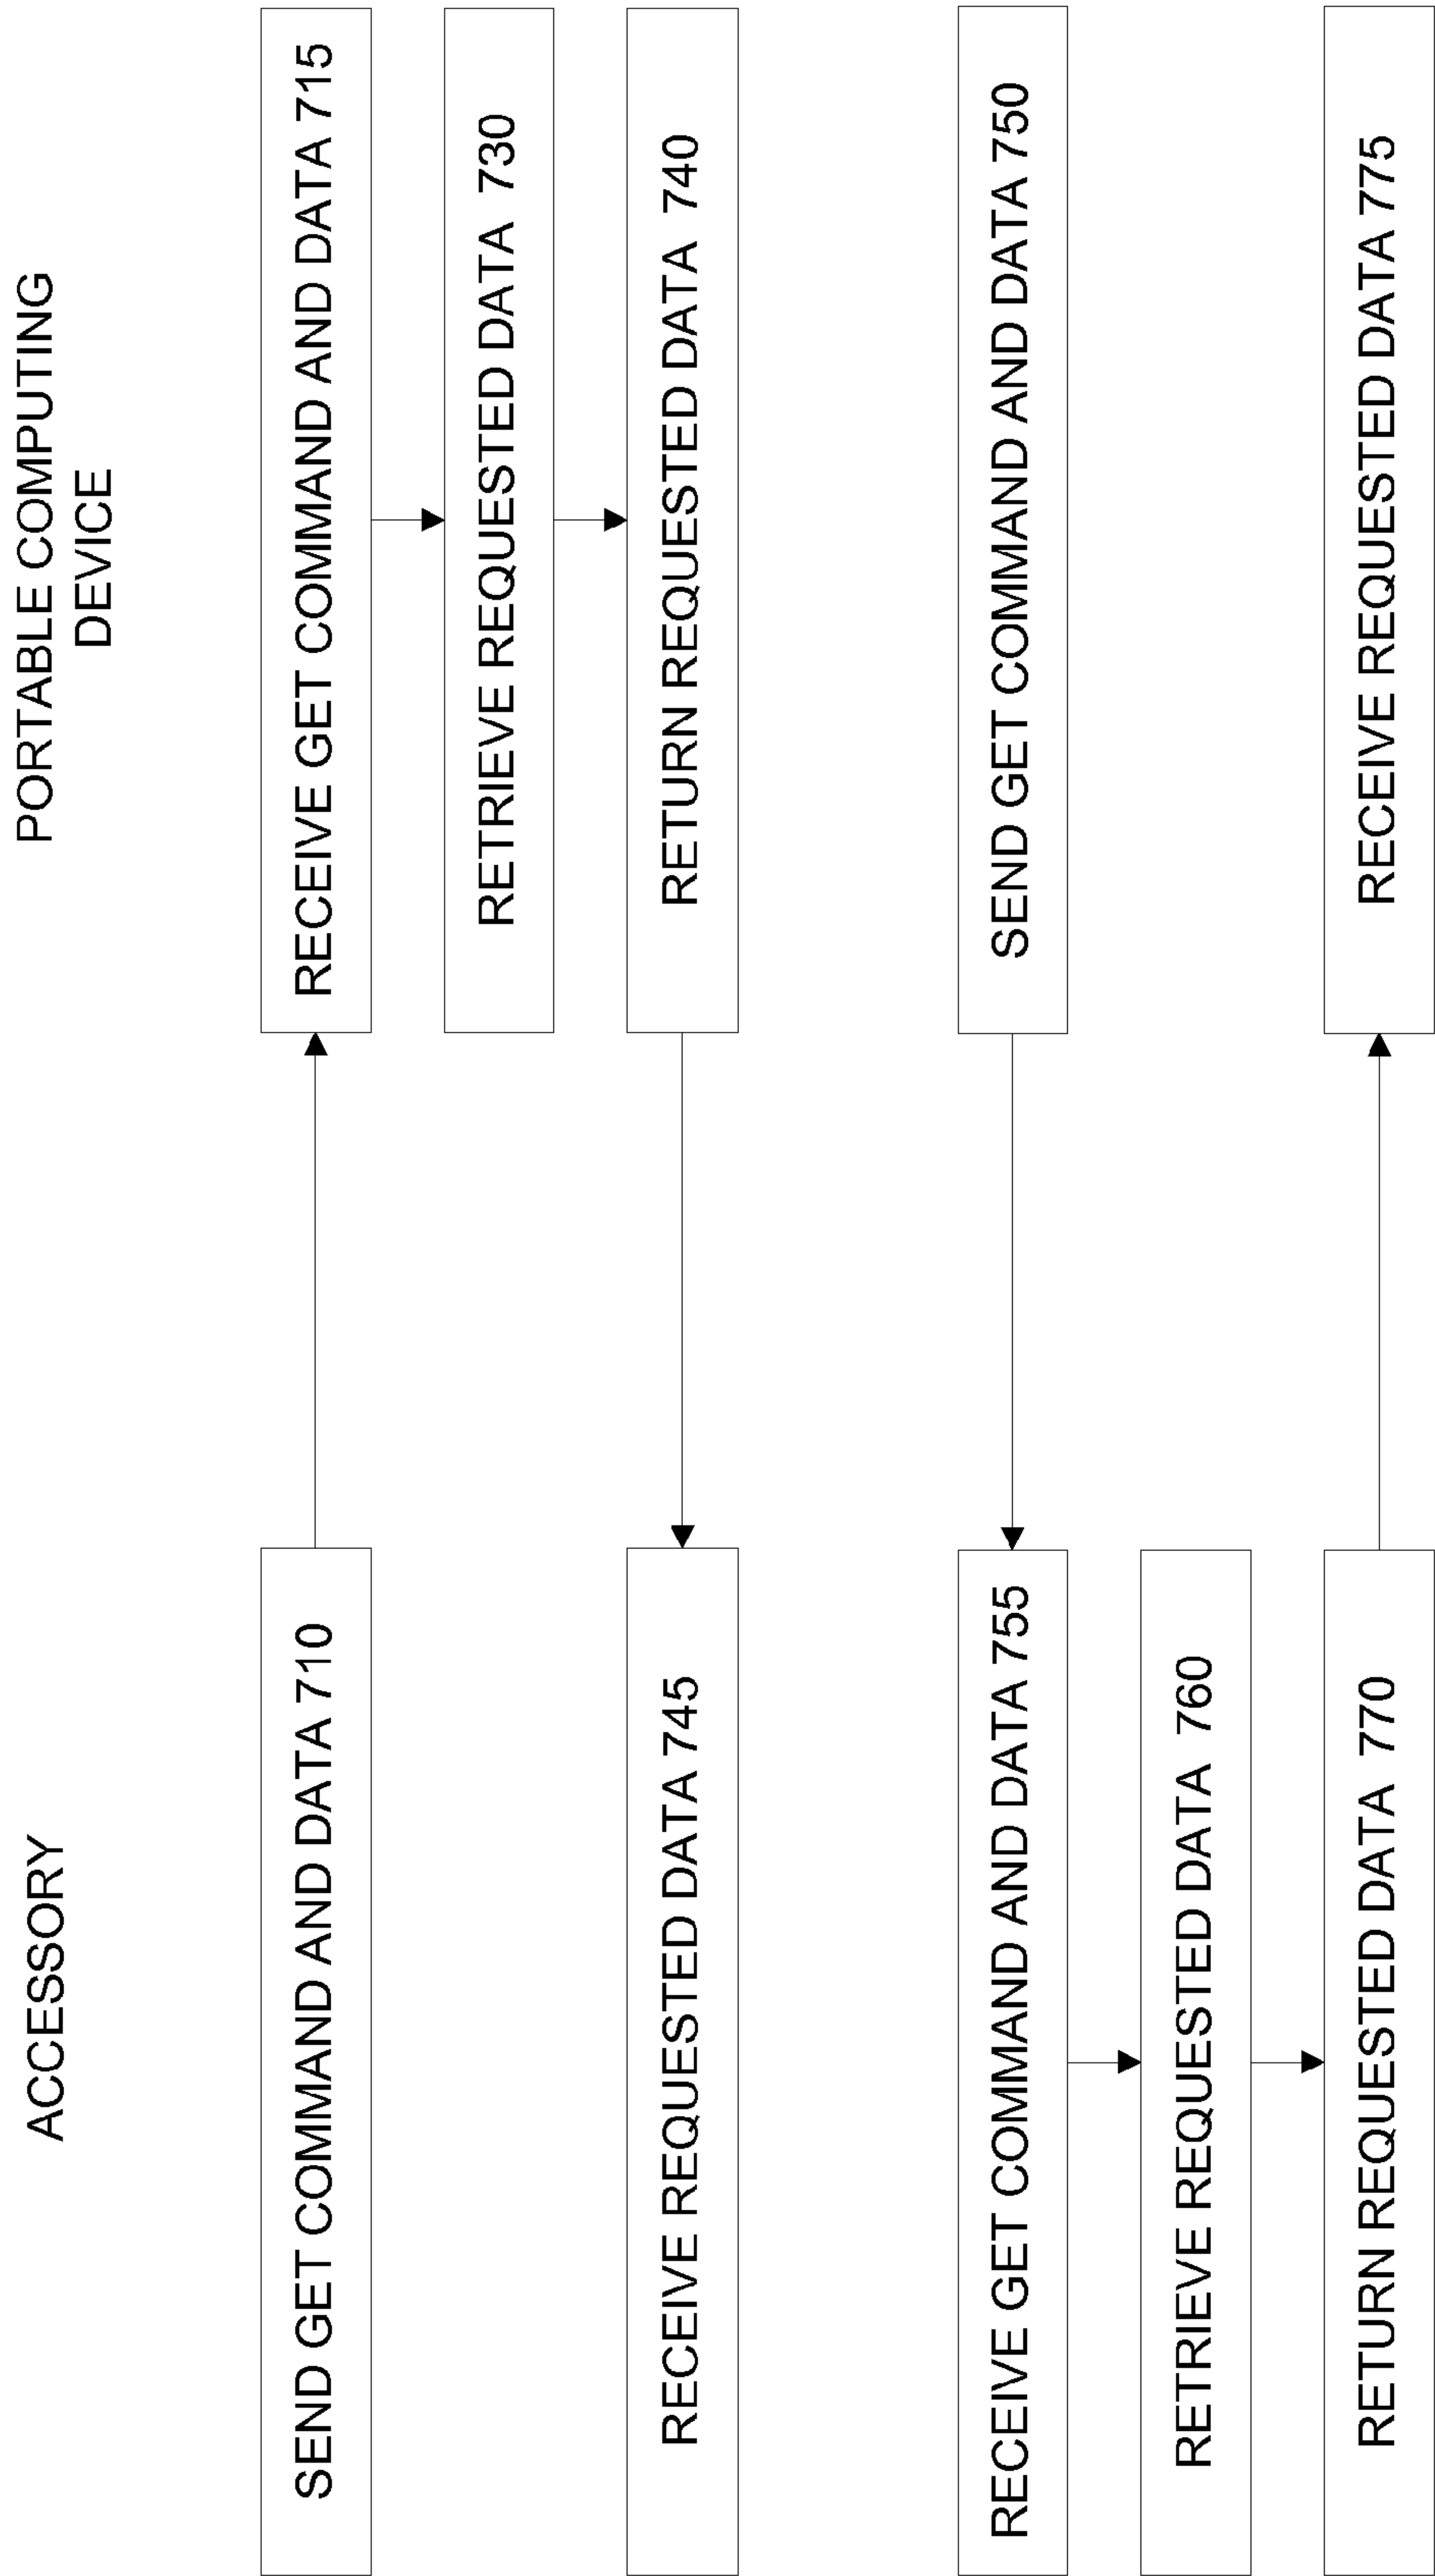 ACCESSORY
PORTABLE COMPUTING
DEVICE
SEND GET COMMAND AND DATA 710
RECEIVE GET COMMAND AND DATA 715
RETRIEVE REQUESTED DATA 730
RECEIVE REQUESTED DATA 745
RETURN REQUESTED DATA 740
RECEIVE GET COMMAND AND DATA 755
SEND GET COMMAND AND DATA 750
RETRIEVE REQUESTED DATA 760
RETURN REQUESTED DATA 770
RECEIVE REQUESTED DATA 775